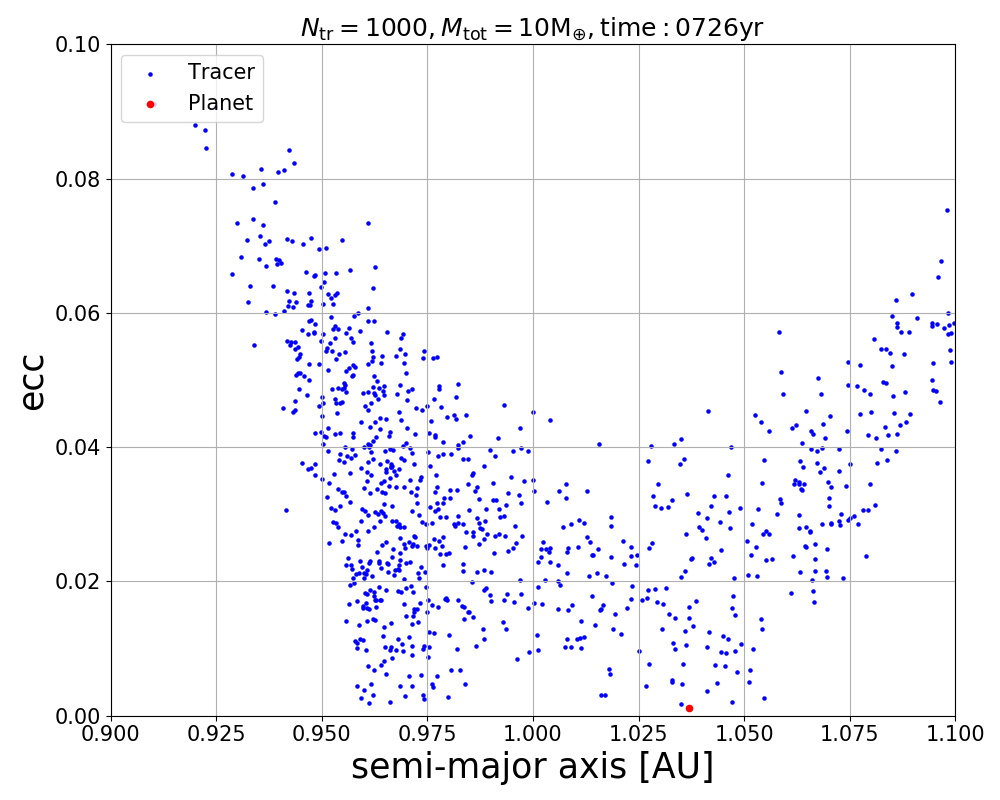 N_tr = 1000, M_tot = 10M_⊕, time : 0726yr
Tracer
Planet
ecc
0.10
0.08
0.06
0.04
0.02
0.00
0.900 0.925 0.950 0.975 1.000 1.025 1.050 1.075 1.100
semi-major axis [AU]